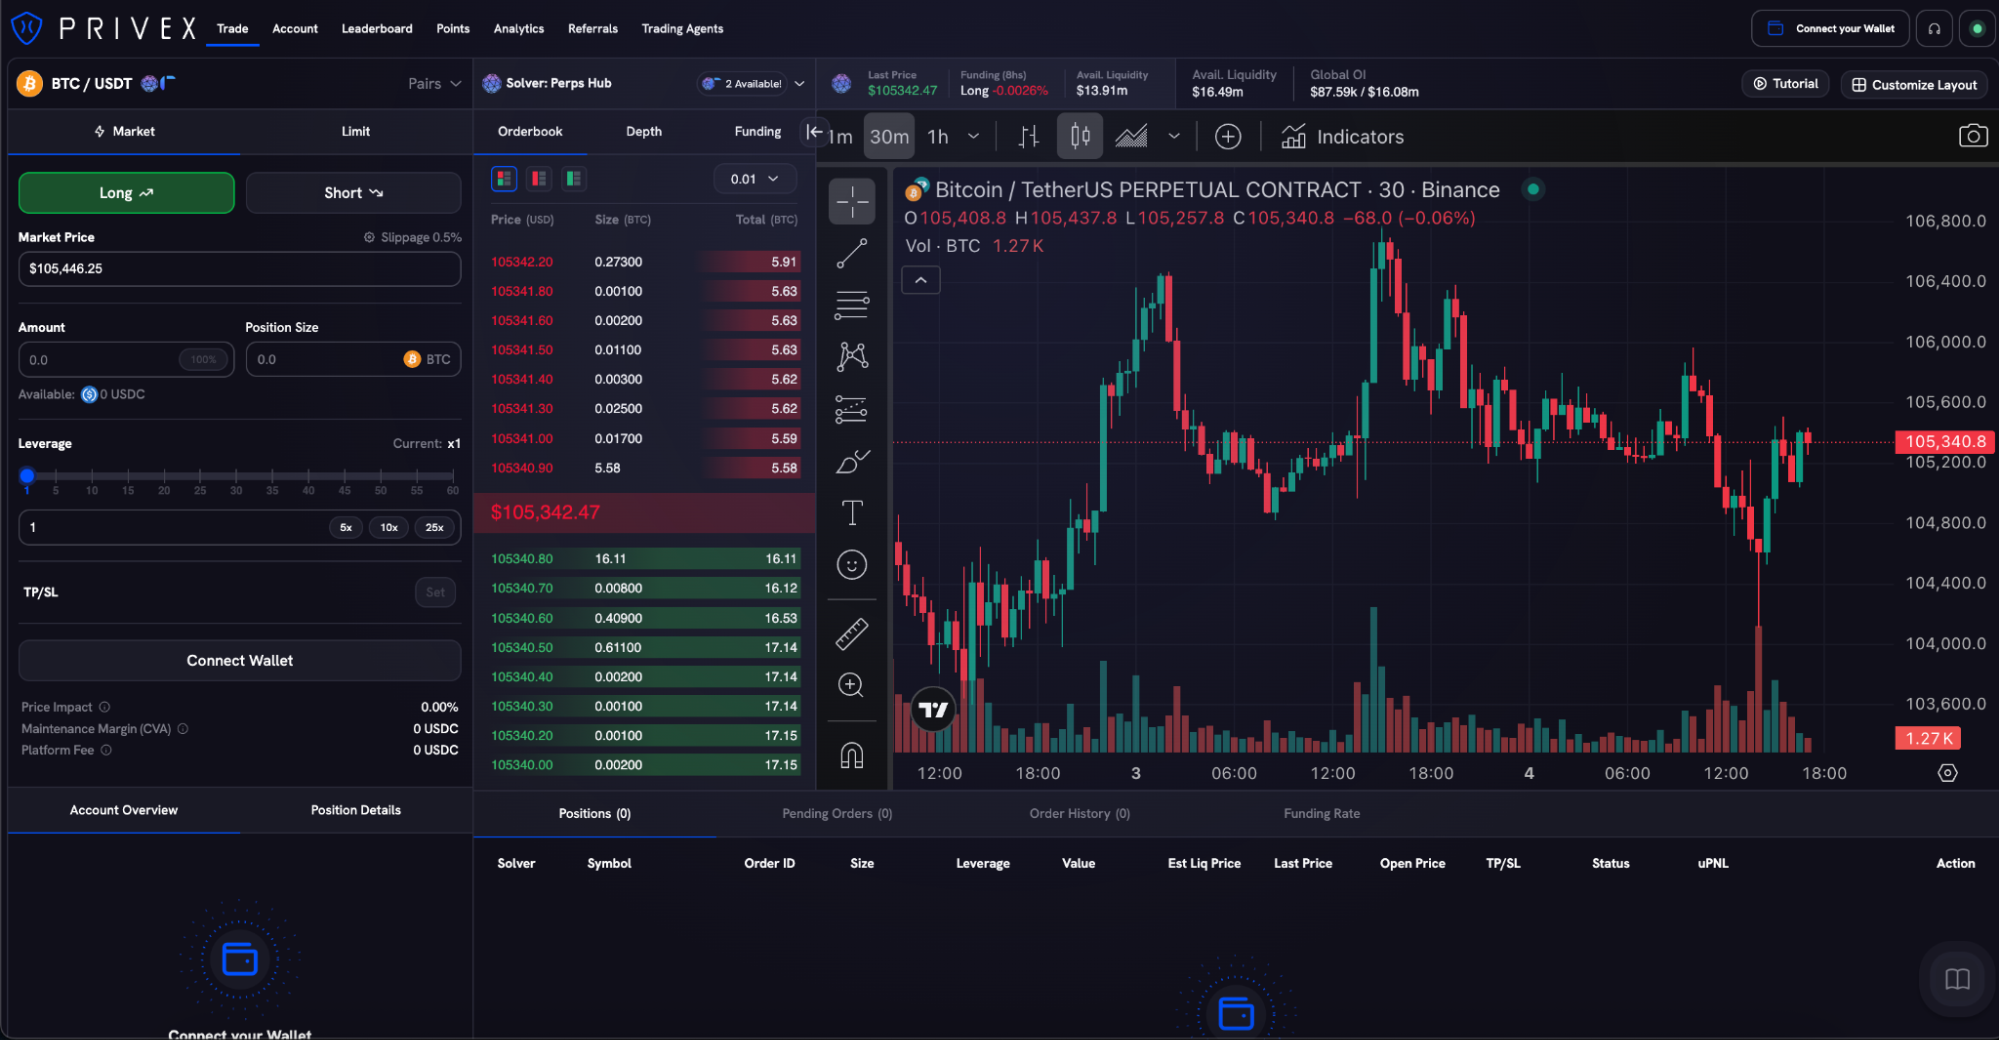 PRIVEX
Trade Account Leaderboard Points Analytics Referrals Trading Agents
Connect your Wallet
BTC / USDT Pairs
Market Limit
Long Short
Market Price Slippage 0.5%
$105,446.25
Amount Position Size
0.0 100% 0.0 BTC
Available: 0 USDC
Leverage Current: x1
1 5 10 15 20 25 30 35 40 45 50 55 60
1 5x 10x 25x
TP/SL Set
Connect Wallet
Price Impact 0.00%
Maintenance Margin (CVA) 0 USDC
Platform Fee 0 USDC
Account Overview Position Details
Connect your Wallet
Solver: Perps Hub 2 Available!
Orderbook Depth Funding
0.01
Price (USD) Size (BTC) Total (BTC)
105342.20 0.27300 5.91
105341.80 0.00100 5.63
105341.60 0.00200 5.63
105341.50 0.01100 5.63
105341.40 0.00300 5.62
105341.30 0.02500 5.62
105341.00 0.01700 5.59
105340.90 5.58 5.58
$105,342.47
105340.80 16.11 16.11
105340.70 0.00800 16.12
105340.60 0.40900 16.53
105340.50 0.61100 17.14
105340.40 0.00200 17.14
105340.30 0.00100 17.14
105340.20 0.00100 17.15
105340.00 0.00200 17.15
Last Price Funding (8hs) Avail. Liquidity Avail. Liquidity Global OI
$105342.47 Long -0.0026% $13.91m $16.49m $87.59k / $16.08m
Tutorial Customize Layout
1m 30m 1h Indicators
Bitcoin / TetherUS PERPETUAL CONTRACT · 30 · Binance
O105,408.8 H105,437.8 L105,257.8 C105,340.8 −68.0 (−0.06%)
Vol · BTC 1.27 K
106,800.0
106,400.0
106,000.0
105,600.0
105,340.8
105,200.0
104,800.0
104,400.0
104,000.0
103,600.0
1.27 K
12:00 18:00 3 06:00 12:00 18:00 4 06:00 12:00 18:00
Positions (0) Pending Orders (0) Order History (0) Funding Rate
Solver Symbol Order ID Size Leverage Value Est Liq Price Last Price Open Price TP/SL Status uPNL Action